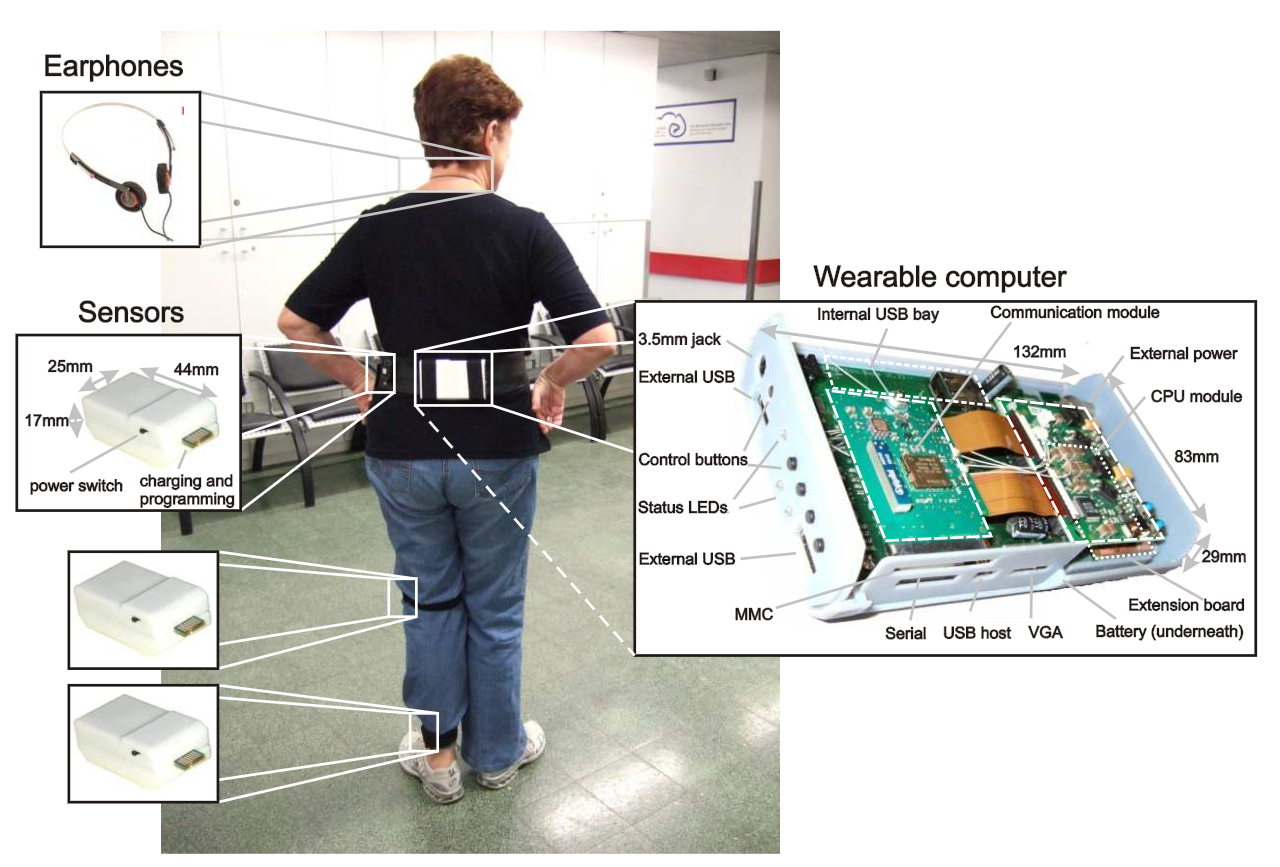 Earphones
Sensors
25mm
44mm
17mm
power switch
charging and
programming
Wearable computer
Internal USB bay
Communication module
3.5mm jack
132mm
External power
External USB
CPU module
Control buttons
83mm
Status LEDs
External USB
29mm
MMC
Extension board
Serial
USB host
VGA
Battery (underneath)